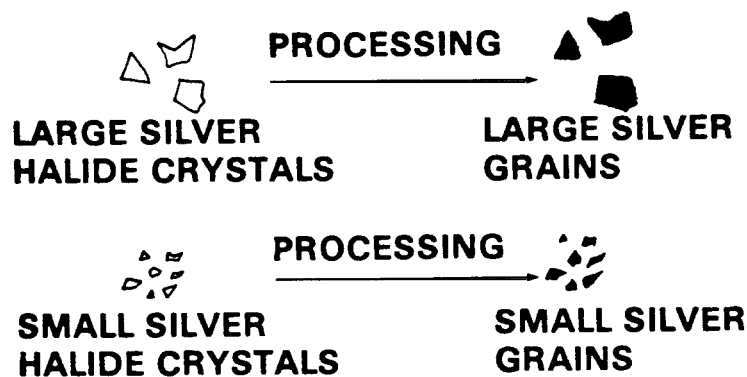 PROCESSING
LARGE SILVER
HALIDE CRYSTALS
LARGE SILVER
GRAINS
PROCESSING
SMALL SILVER
HALIDE CRYSTALS
SMALL SILVER
GRAINS